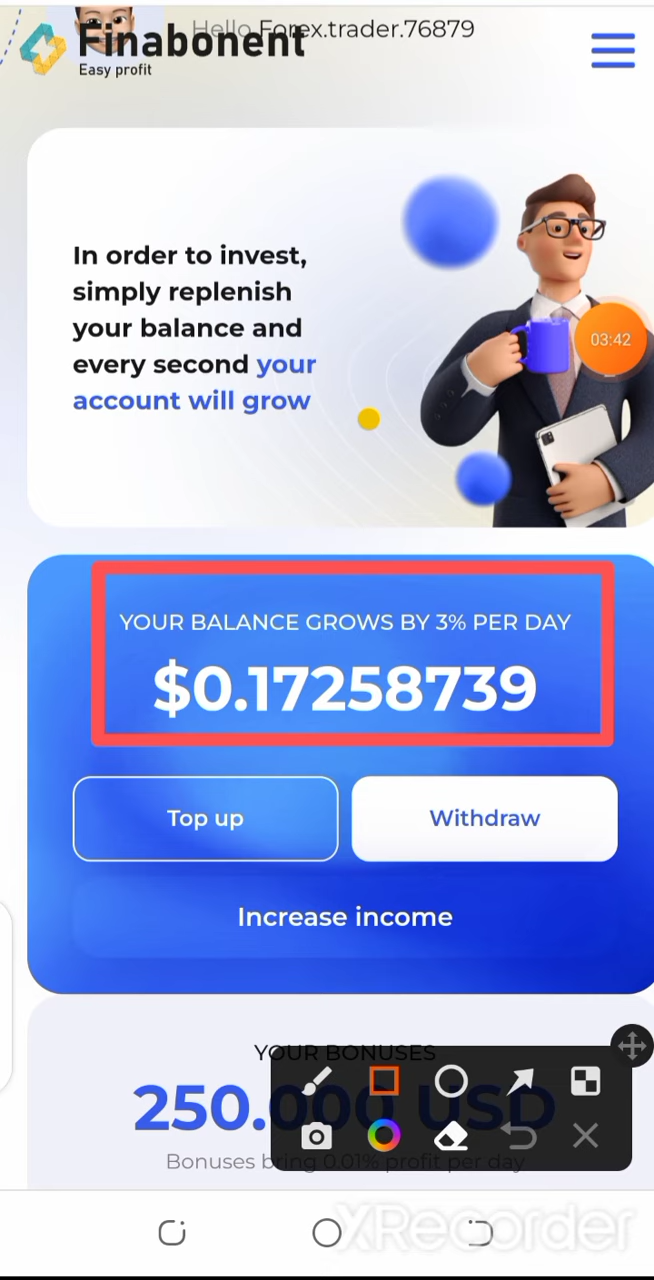 Hello Forex.trader.76879
Finabonent
Easy profit
In order to invest,
simply replenish
your balance and
every second your
account will grow
03:42
YOUR BALANCE GROWS BY 3% PER DAY
$0.17258739
Top up
Withdraw
Increase income
YOUR BONUSES
250.000 USD
Bonuses bring 0.01% profit per day
XRecorder